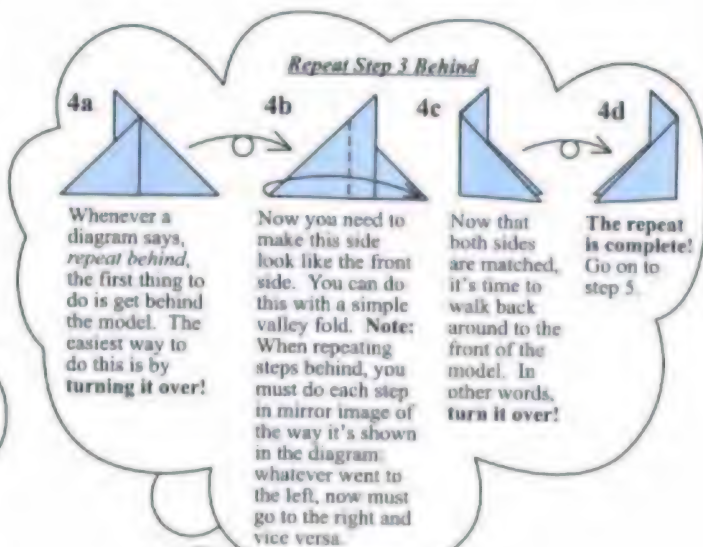 Repeat Step 3 Behind
4a
Whenever a
diagram says,
repeat behind,
the first thing to
do is get behind
the model. The
easiest way to
do this is by
turning it over!
4b
Now you need to
make this side
look like the front
side. You can do
this with a simple
valley fold. Note:
When repeating
steps behind, you
must do each step
in mirror image of
the way it's shown
in the diagram:
whatever went to
the left, now must
go to the right and
vice versa.
4c
Now that
both sides
are matched,
it's time to
walk back
around to the
front of the
model. In
other words,
turn it over!
4d
The repeat
is complete!
Go on to
step 5.